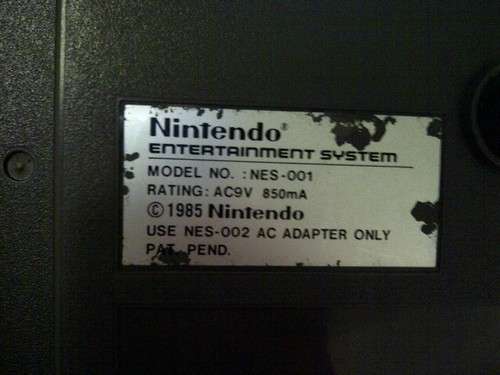 Nintendo®
ENTERTAINMENT SYSTEM
MODEL NO. : NES-001
RATING: AC9V 850mA
© 1985 Nintendo
USE NES-002 AC ADAPTER ONLY
PAT. PEND.